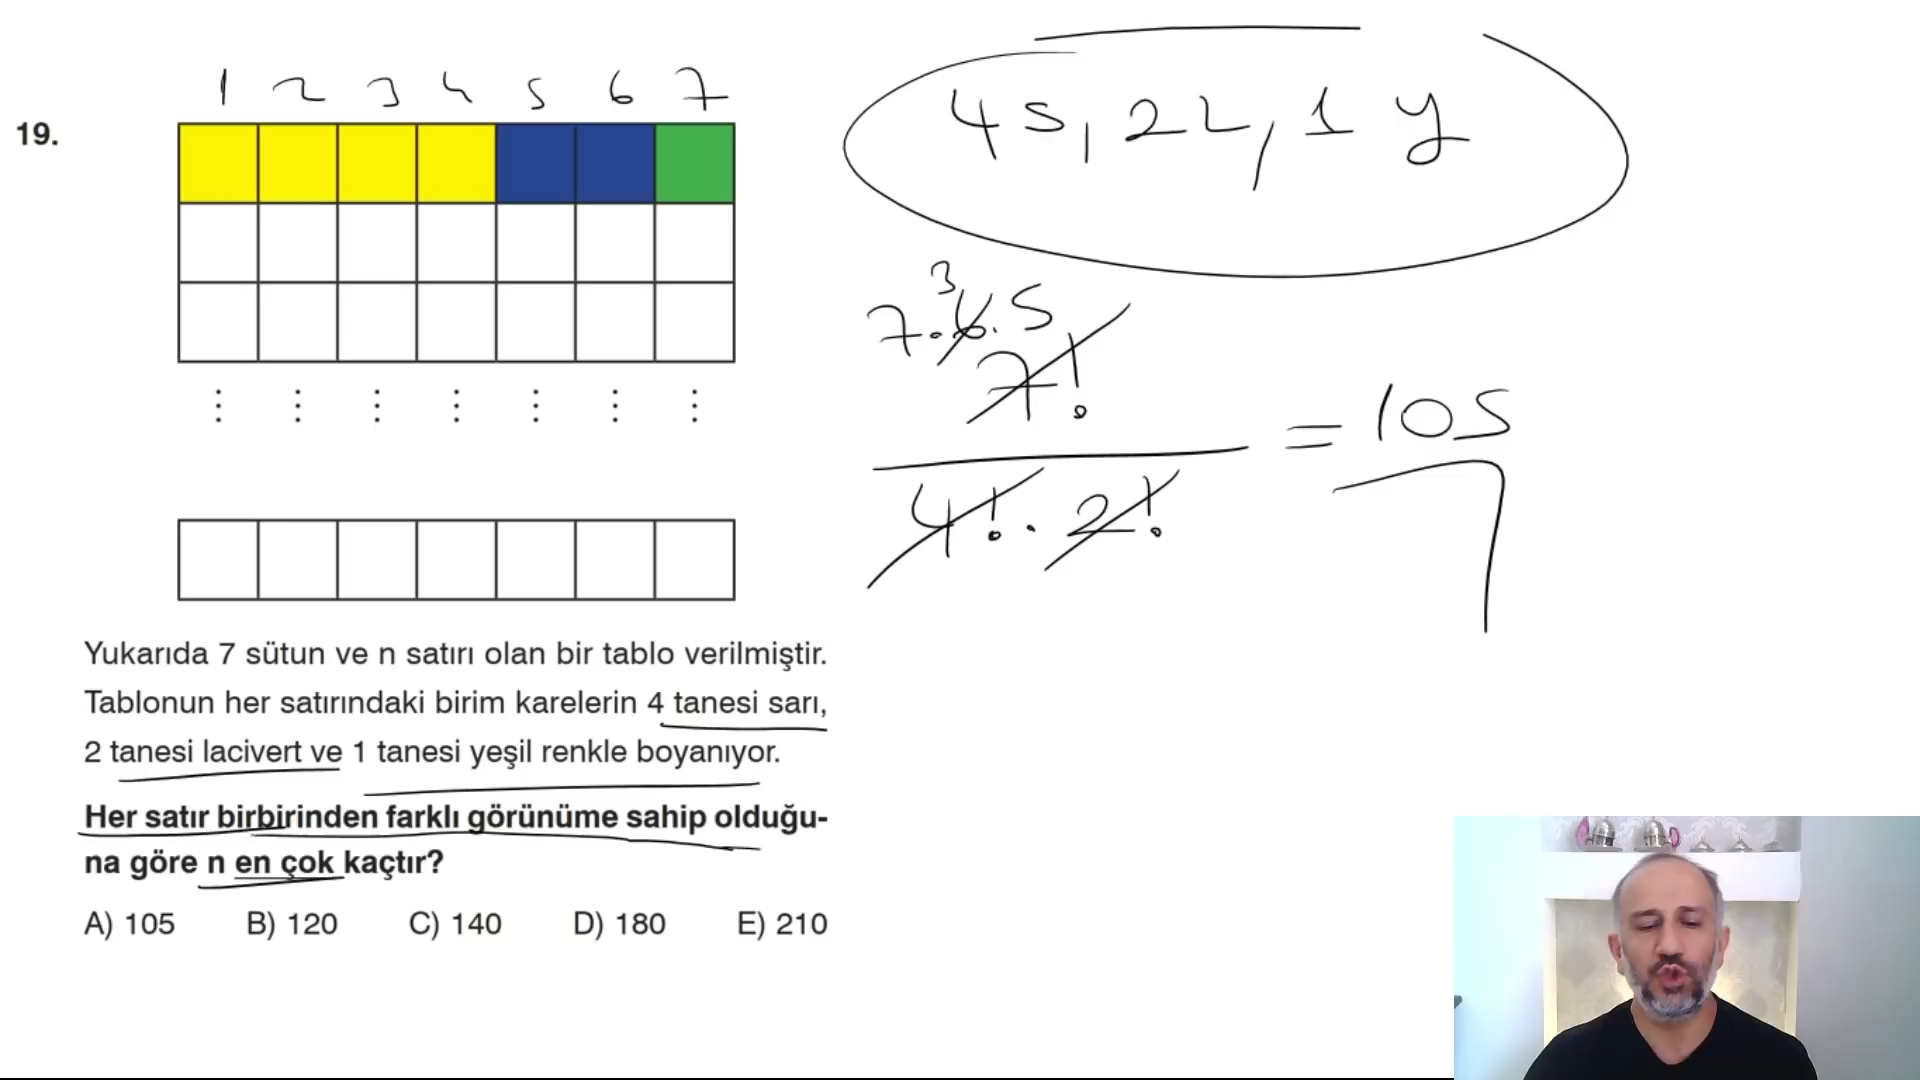 1 2 3 4 5 6 7
19.
Yukarıda 7 sütun ve n satırı olan bir tablo verilmiştir.
Tablonun her satırındaki birim karelerin 4 tanesi sarı,
2 tanesi lacivert ve 1 tanesi yeşil renkle boyanıyor.
Her satır birbirinden farklı görünüme sahip olduğu-
na göre n en çok kaçtır?
A) 105 B) 120 C) 140 D) 180 E) 210
4S, 2L, 1 y
3
7.6.5
7!
4!.2!
= 105